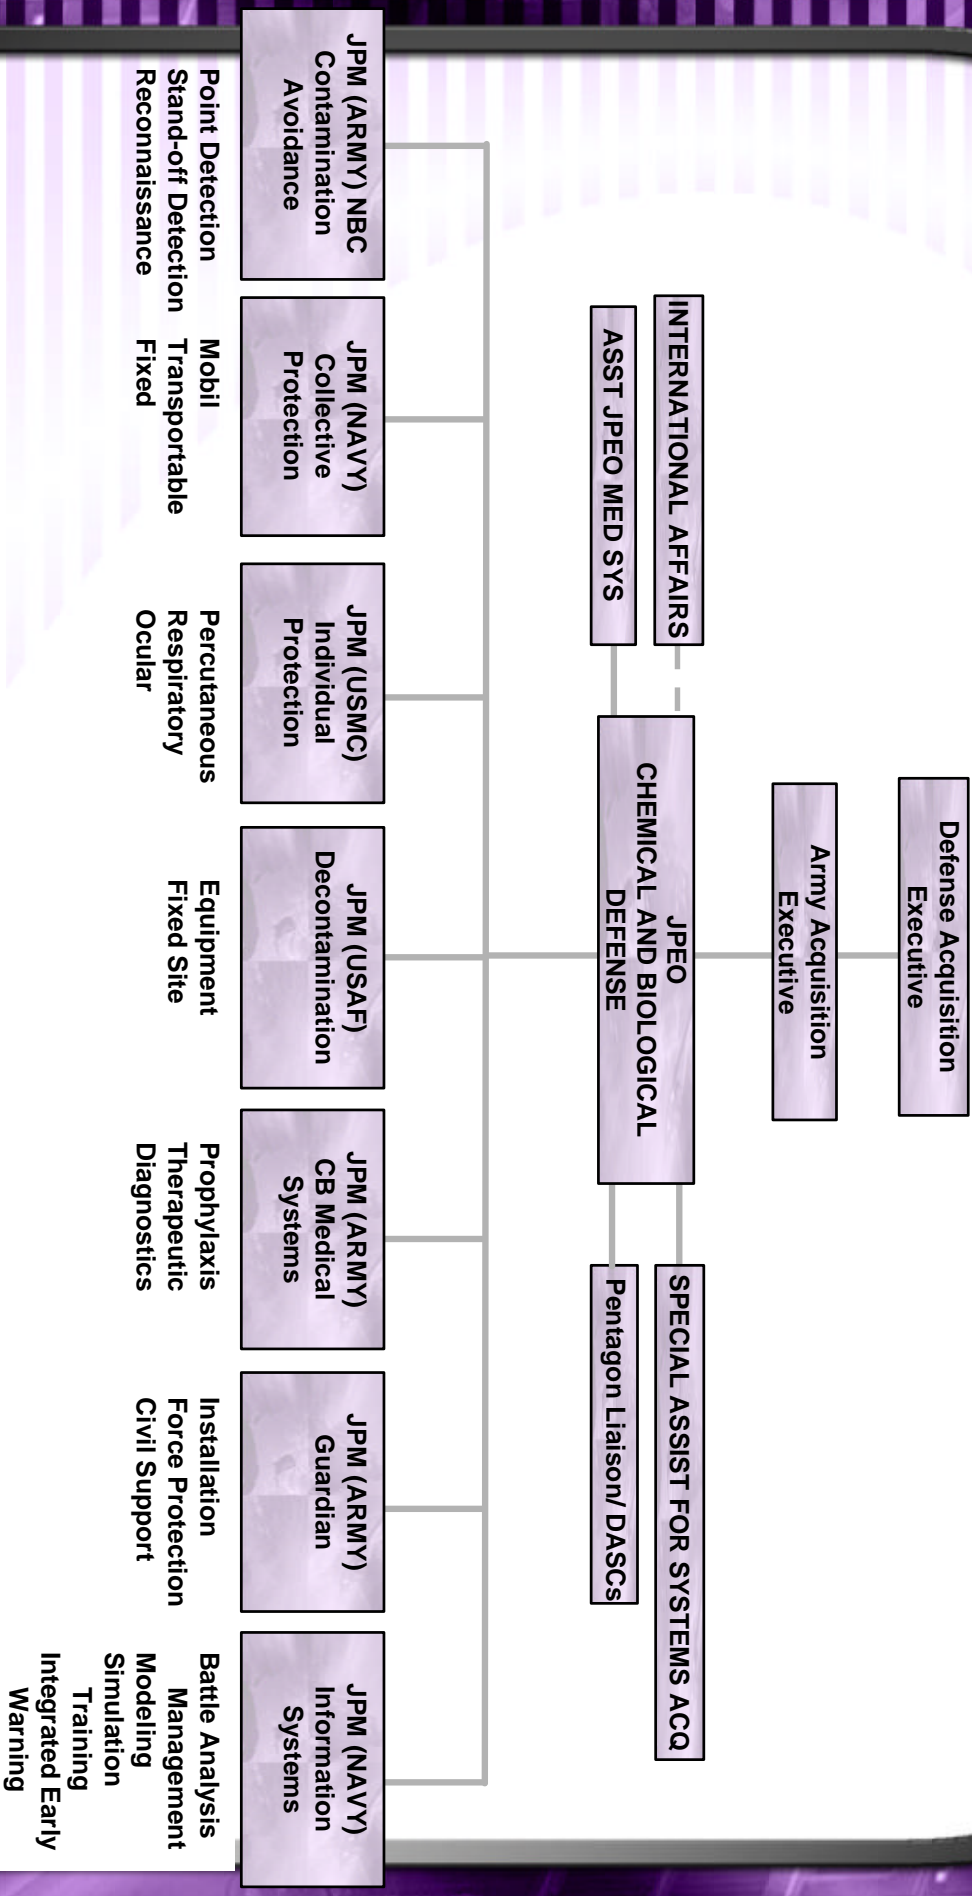 Defense Acquisition
Executive
Army Acquisition
Executive
INTERNATIONAL AFFAIRS
ASST JPEO MED SYS
JPEO
CHEMICAL AND BIOLOGICAL
DEFENSE
SPECIAL ASSIST FOR SYSTEMS ACQ
Pentagon Liaison/ DASCs
JPM (ARMY) NBC
Contamination
Avoidance
JPM (NAVY)
Collective
Protection
JPM (USMC)
Individual
Protection
JPM (USAF)
Decontamination
JPM (ARMY)
CB Medical
Systems
JPM (ARMY)
Guardian
JPM (NAVY)
Information
Systems
Point Detection
Stand-off Detection
Reconnaissance
Mobil
Transportable
Fixed
Percutaneous
Respiratory
Ocular
Equipment
Fixed Site
Prophylaxis
Therapeutic
Diagnostics
Installation
Force Protection
Civil Support
Battle Analysis
Management
Modeling
Simulation
Training
Integrated Early
Warning